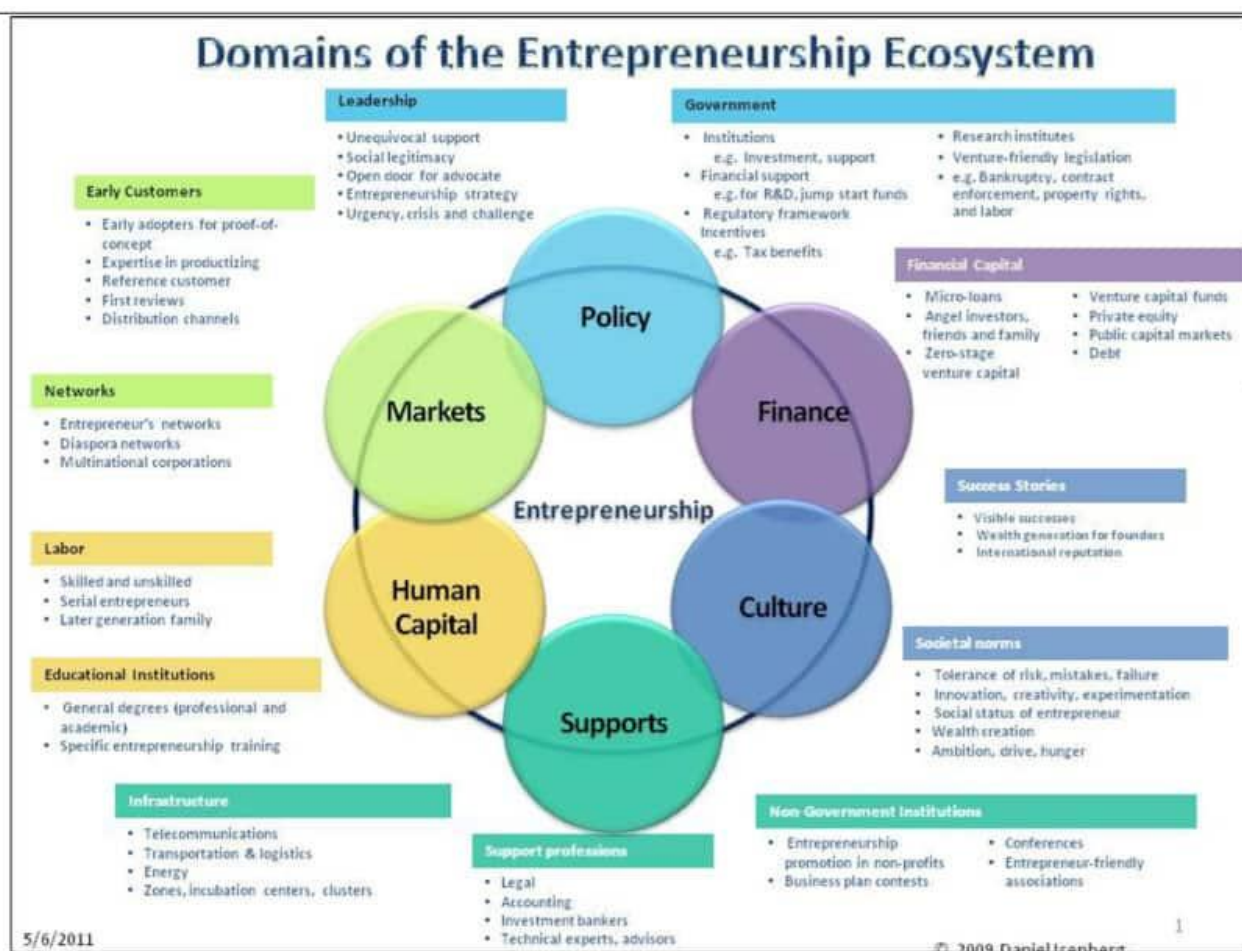 Domains of the Entrepreneurship Ecosystem
Leadership
• Unequivocal support
• Social legitimacy
• Open door for advocate
• Entrepreneurship strategy
• Urgency, crisis and challenge
Government
• Institutions
e.g. Investment, support
• Financial support
e.g. for R&D, jump start funds
• Regulatory framework
Incentives
e.g. Tax benefits
• Research institutes
• Venture-friendly legislation
• e.g. Bankruptcy, contract
enforcement, property rights,
and labor
Early Customers
• Early adopters for proof-of-
concept
• Expertise in productizing
• Reference customer
• First reviews
• Distribution channels
Financial Capital
• Micro-loans
• Angel investors,
friends and family
• Zero-stage
venture capital
• Venture capital funds
• Private equity
• Public capital markets
• Debt
Networks
• Entrepreneur's networks
• Diaspora networks
• Multinational corporations
Policy
Markets
Finance
Entrepreneurship
Human
Capital
Culture
Supports
Success Stories
• Visible successes
• Wealth generation for founders
• International reputation
Labor
• Skilled and unskilled
• Serial entrepreneurs
• Later generation family
Societal norms
• Tolerance of risk, mistakes, failure
• Innovation, creativity, experimentation
• Social status of entrepreneur
• Wealth creation
• Ambition, drive, hunger
Educational Institutions
• General degrees (professional and
academic)
• Specific entrepreneurship training
Infrastructure
• Telecommunications
• Transportation & logistics
• Energy
• Zones, incubation centers, clusters
Support professions
• Legal
• Accounting
• Investment bankers
• Technical experts, advisors
Non-Government Institutions
• Entrepreneurship
promotion in non-profits
• Business plan contests
• Conferences
• Entrepreneur-friendly
associations
5/6/2011
1
© 2009 Daniel Isenberg